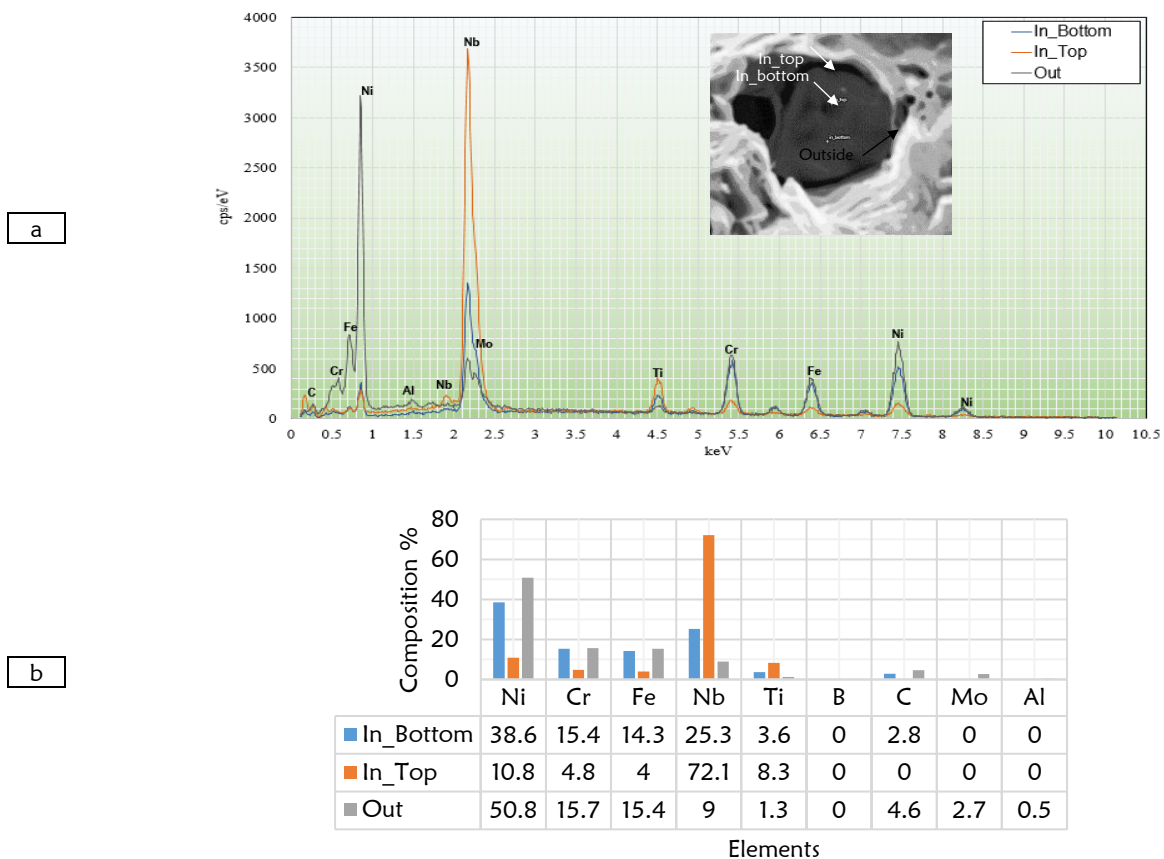 a
4000
3500
3000
2500
2000
1500
1000
500
0
cps/eV
0 0.5 1 1.5 2 2.5 3 3.5 4 4.5 5 5.5 6 6.5 7 7.5 8 8.5 9 9.5 10 10.5
keV
C
Cr
Fe
Ni
Al
Nb
Nb
Mo
Ti
Cr
Fe
Ni
Ni
In_top
In_bottom
in_bottom
Outside
In_Bottom
In_Top
Out
b
Composition %
80
60
40
20
0
Ni Cr Fe Nb Ti B C Mo Al
In_Bottom 38.6 15.4 14.3 25.3 3.6 0 2.8 0 0
In_Top 10.8 4.8 4 72.1 8.3 0 0 0 0
Out 50.8 15.7 15.4 9 1.3 0 4.6 2.7 0.5
Elements